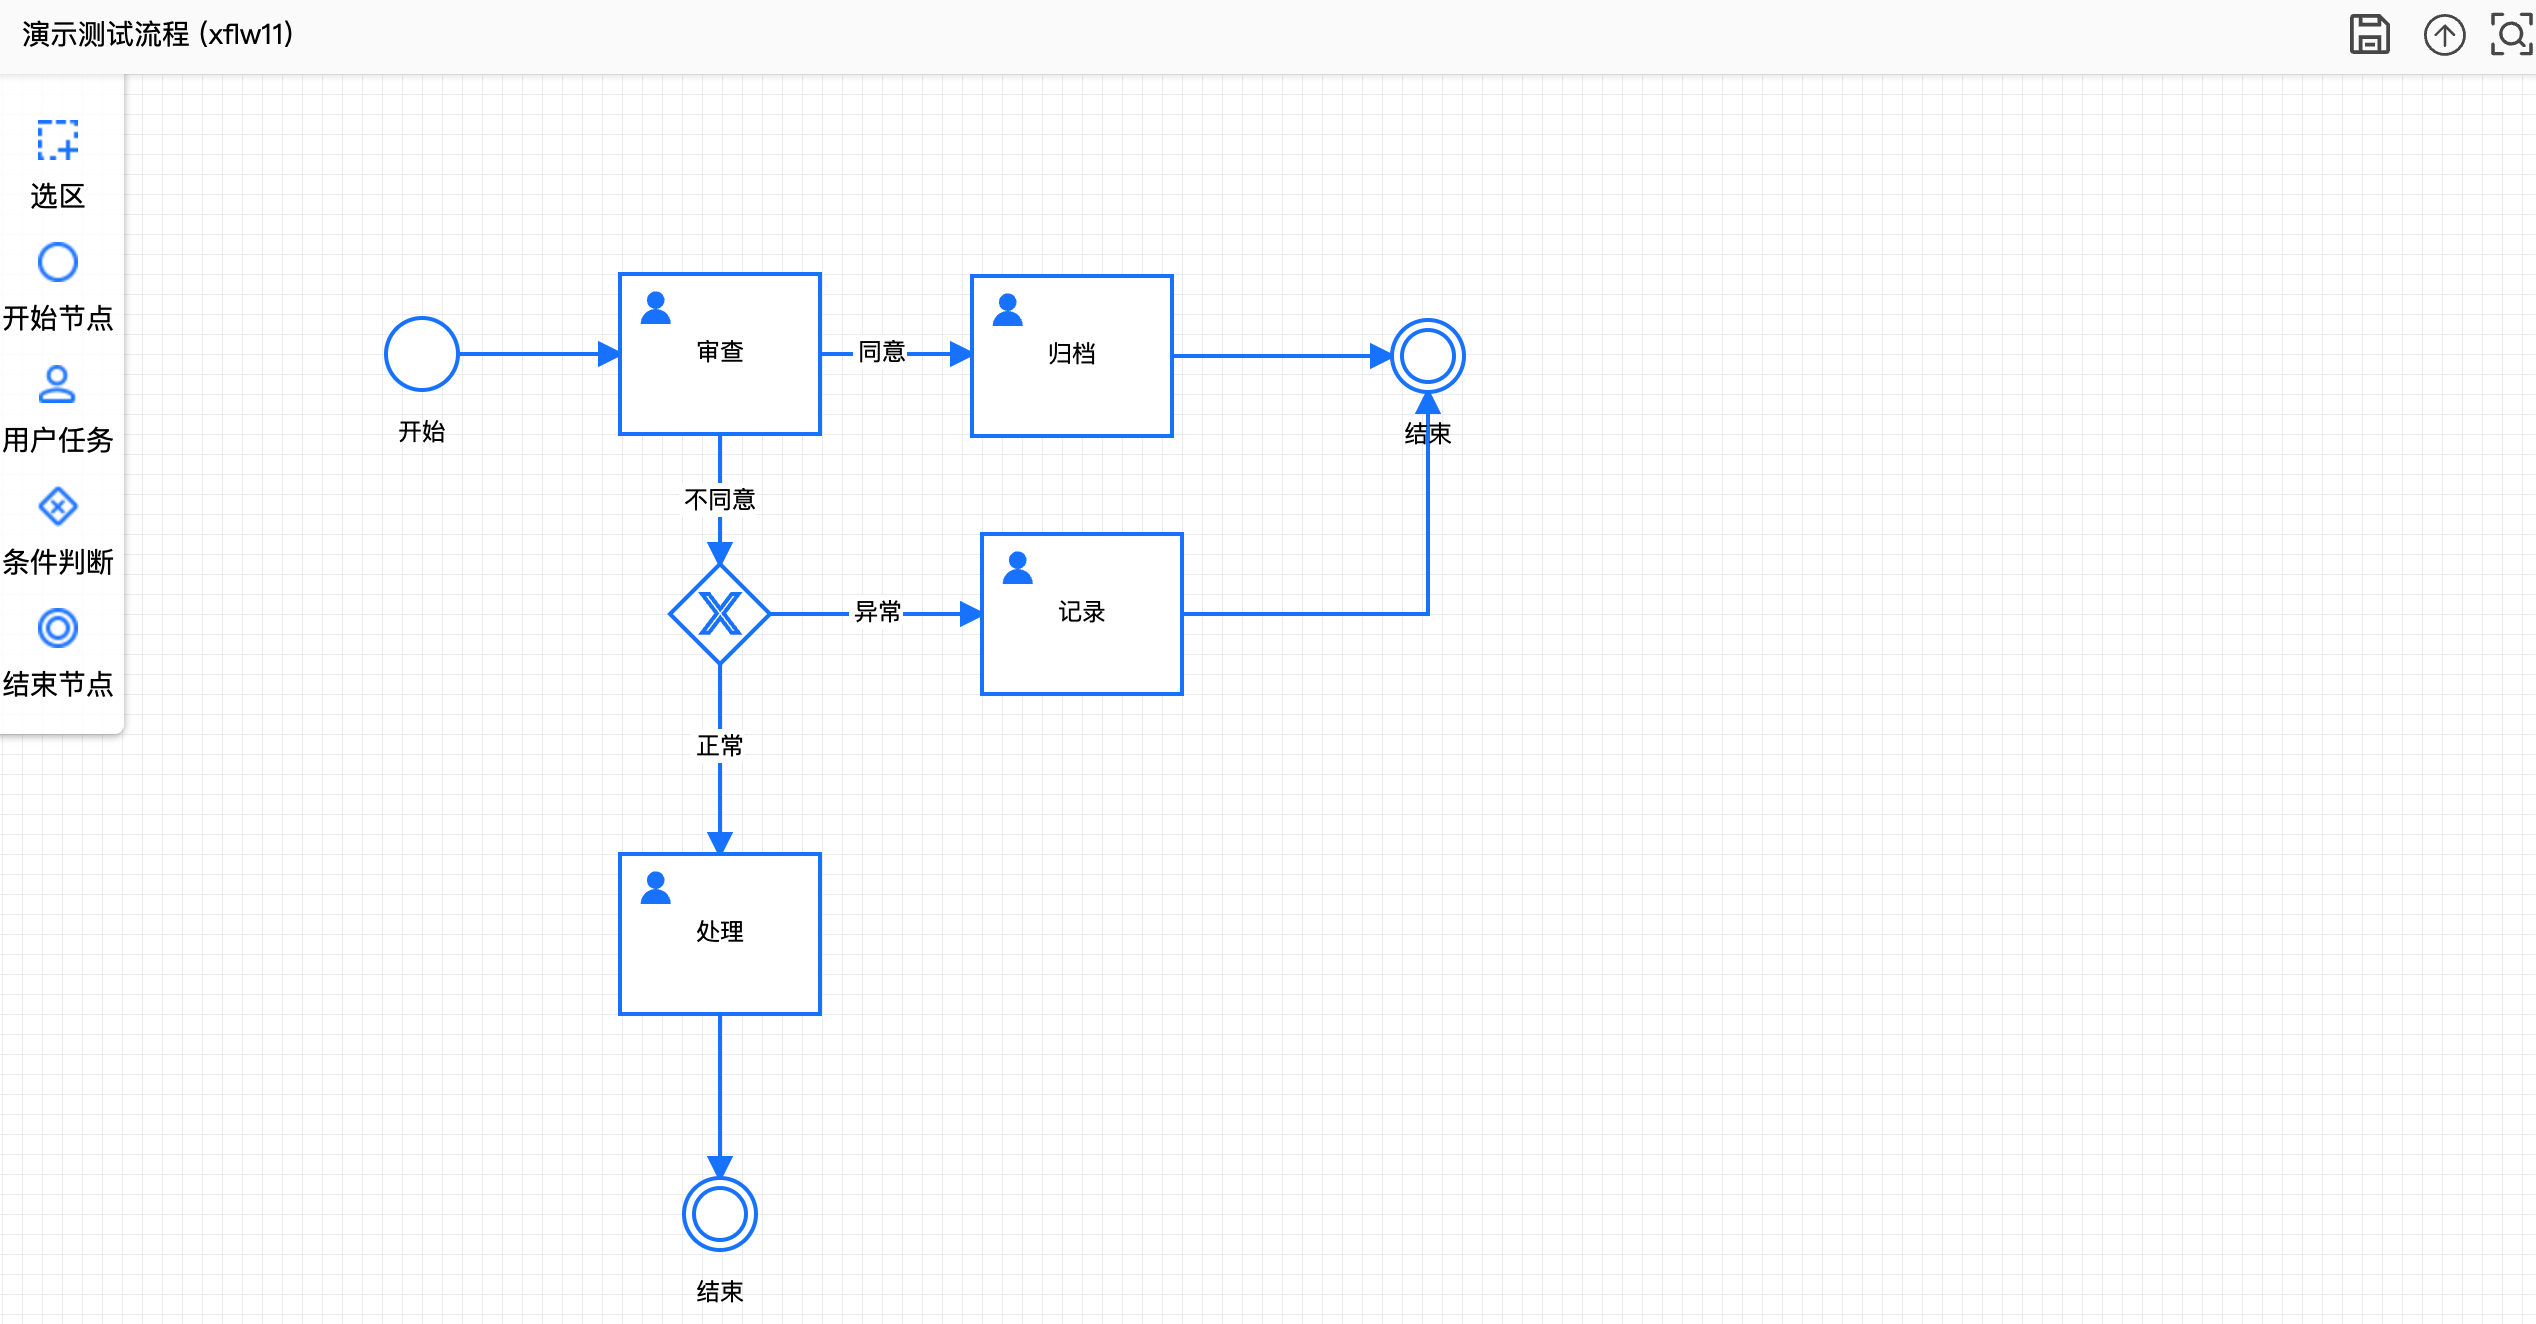 演示测试流程 (xflw11)
选区
开始节点
用户任务
条件判断
结束节点
审查
同意
归档
开始
结束
不同意
异常
记录
正常
处理
结束